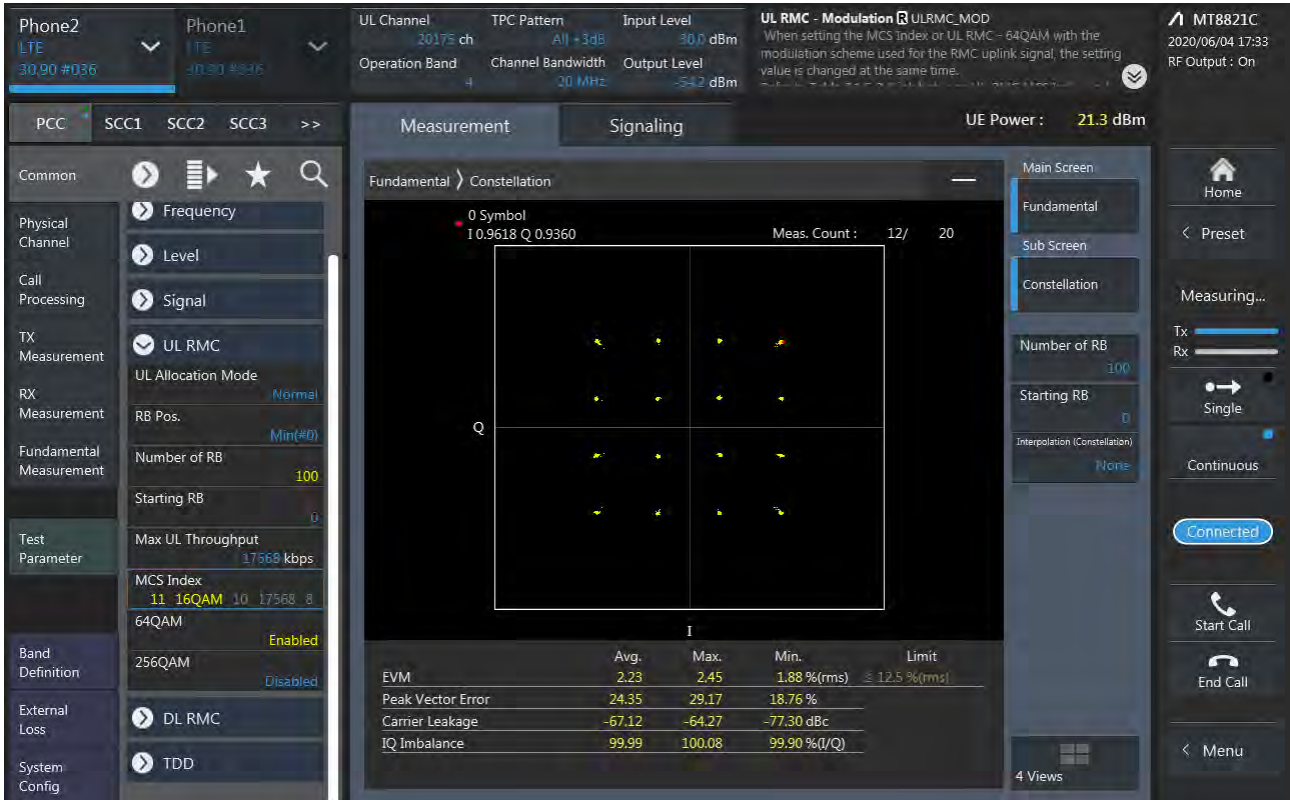 Phone2
LTE
30.90 #036
Phone1
LTE
30.90 #036
UL Channel
20175 ch
TPC Pattern
All +3dB
Input Level
30.0 dBm
Operation Band
4
Channel Bandwidth
20 MHz
Output Level
-54.2 dBm
UL RMC - Modulation R ULRMC_MOD
When setting the MCS Index or UL RMC - 64QAM with the
modulation scheme used for the RMC uplink signal, the setting
value is changed at the same time.
MT8821C
2020/06/04 17:33
RF Output : On
PCC SCC1 SCC2 SCC3 >>
Measurement
Signaling
UE Power : 21.3 dBm
Common
Physical
Channel
Call
Processing
TX
Measurement
RX
Measurement
Fundamental
Measurement
Test
Parameter
Band
Definition
External
Loss
System
Config
Frequency
Level
Signal
UL RMC
UL Allocation Mode
Normal
RB Pos.
Min(#0)
Number of RB
100
Starting RB
0
Max UL Throughput
17568 kbps
MCS Index
11 16QAM 10 17568 8
64QAM
Enabled
256QAM
Disabled
DL RMC
TDD
Fundamental ⟩ Constellation
0 Symbol
I 0.9618 Q 0.9360
Meas. Count : 12/ 20
Q
I
Avg. Max. Min. Limit
EVM 2.23 2.45 1.88 %(rms) ≦ 12.5 %(rms)
Peak Vector Error 24.35 29.17 18.76 %
Carrier Leakage -67.12 -64.27 -77.30 dBc
IQ Imbalance 99.99 100.08 99.90 %(I/Q)
Main Screen
Fundamental
Sub Screen
Constellation
Number of RB
100
Starting RB
0
Interpolation (Constellation)
None
4 Views
Home
< Preset
Measuring...
Tx
Rx
Single
Continuous
Connected
Start Call
End Call
< Menu